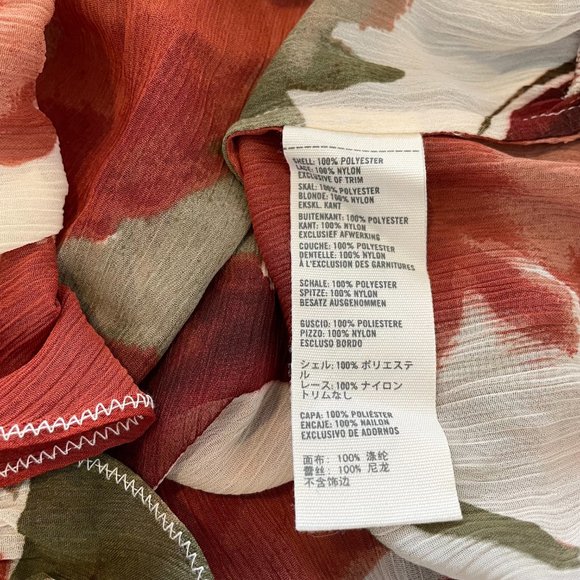 SHELL: 100% POLYESTER
LACE: 100% NYLON
EXCLUSIVE OF TRIM
SKAL: 100% POLYESTER
BLONDE: 100% NYLON
EKSKL. KANT
BUITENKANT: 100% POLYESTER
KANT: 100% NYLON
EXCLUSIEF AFWERKING
COUCHE: 100% POLYESTER
DENTELLE: 100% NYLON
À L'EXCLUSION DES GARNITURES
SCHALE: 100% POLYESTER
SPITZE: 100% NYLON
BESATZ AUSGENOMMEN
GUSCIO: 100% POLIESTERE
PIZZO: 100% NYLON
ESCLUSO BORDO
シェル: 100% ポリエステ
ル
レース: 100% ナイロン
トリムなし
CAPA: 100% POLIÉSTER
ENCAJE: 100% NAILON
EXCLUSIVO DE ADORNOS
面布: 100% 涤纶
蕾丝: 100% 尼龙
不含饰边